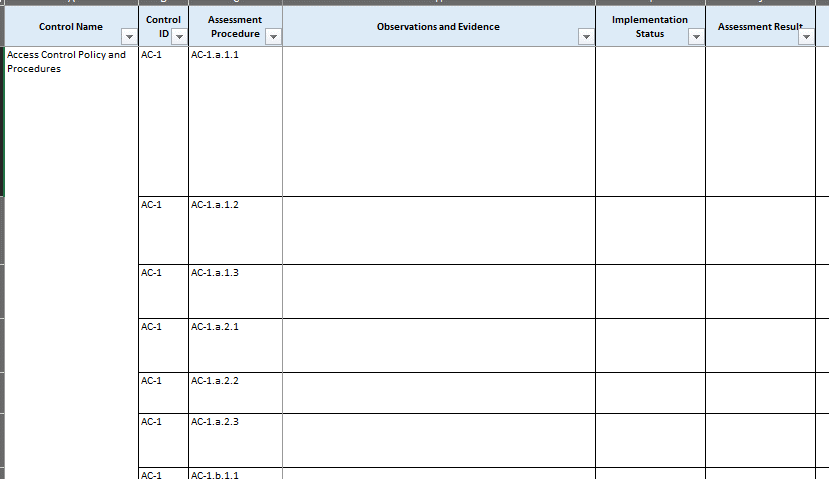 Control Name
Control ID
Assessment Procedure
Observations and Evidence
Implementation Status
Assessment Result
Access Control Policy and
Procedures
AC-1 AC-1.a.1.1
AC-1 AC-1.a.1.2
AC-1 AC-1.a.1.3
AC-1 AC-1.a.2.1
AC-1 AC-1.a.2.2
AC-1 AC-1.a.2.3
AC-1 AC-1.b.1.1